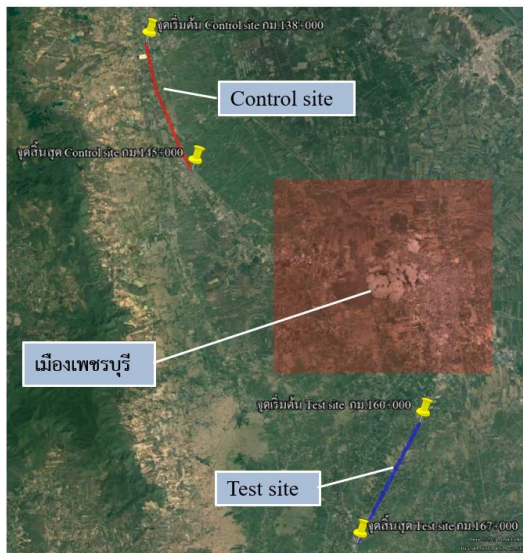 จุดเริ่มต้น Control site กม.138+000
Control site
จุดสิ้นสุด Control site กม.145+000
เมืองเพชรบุรี
จุดเริ่มต้น Test site กม.160+000
Test site
จุดสิ้นสุด Test site กม.167+000